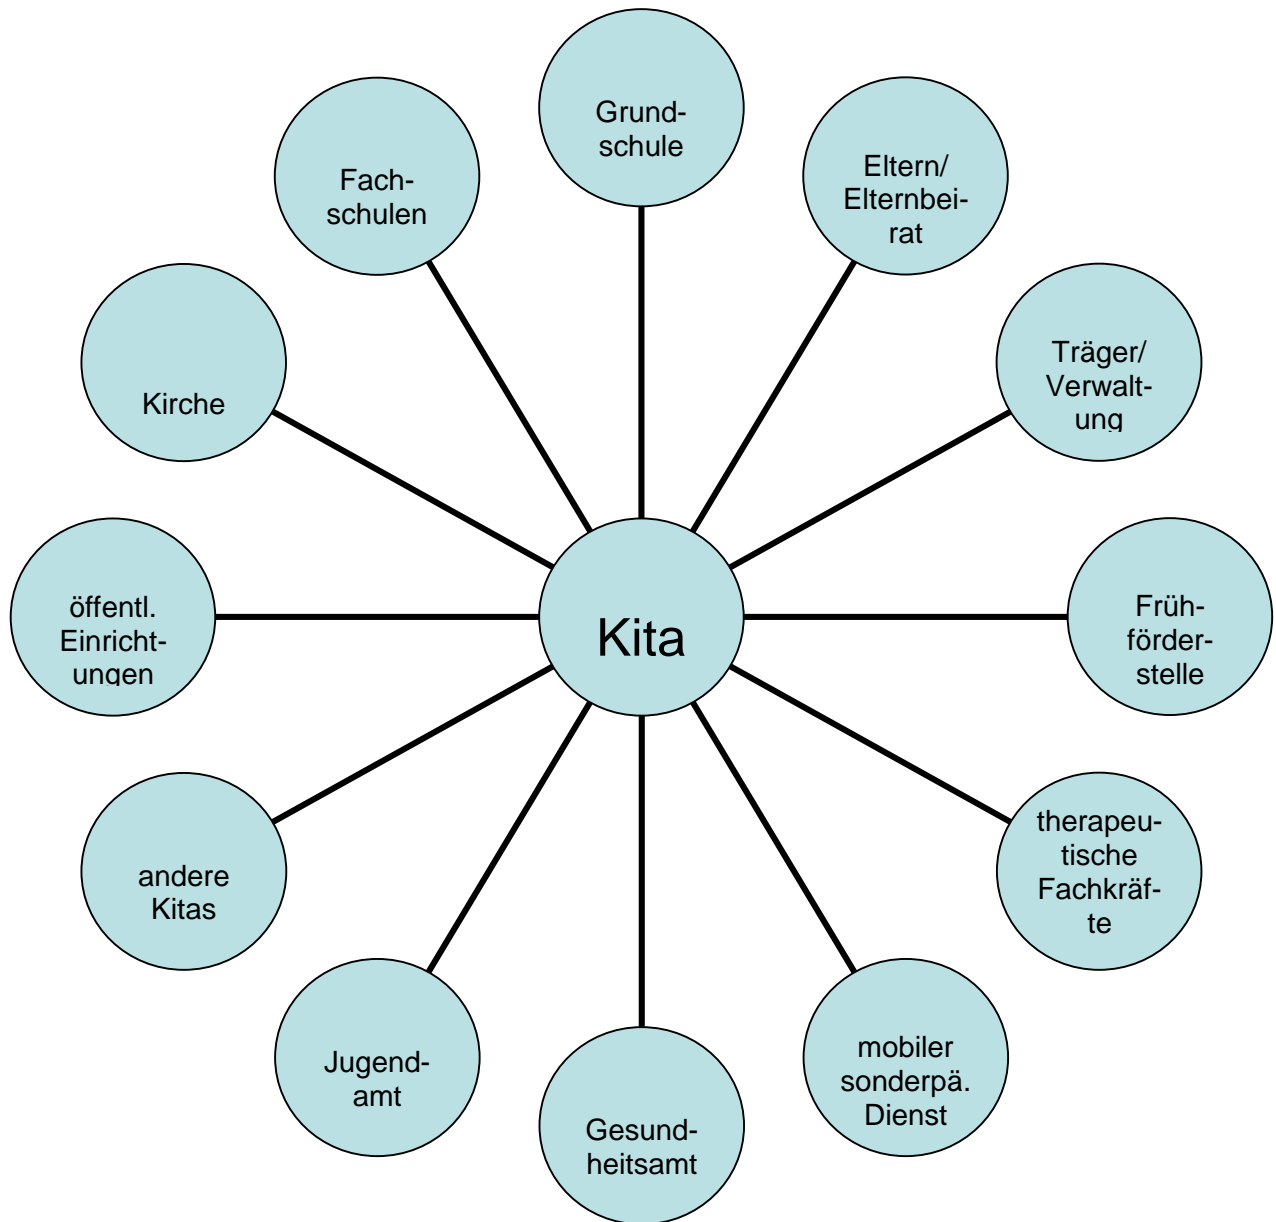 Grund-
schule
Eltern/
Elternbei-
rat
Träger/
Verwalt-
ung
Früh-
förder-
stelle
therapeu-
tische
Fachkräf-
te
mobiler
sonderpä.
Dienst
Gesund-
heitsamt
Jugend-
amt
andere
Kitas
öffentl.
Einricht-
ungen
Kirche
Fach-
schulen
Kita